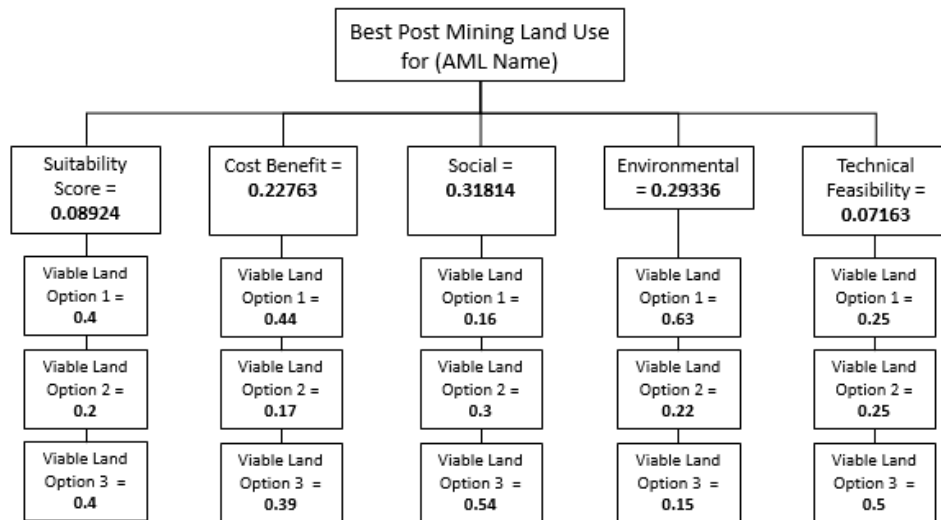 Best Post Mining Land Use
for (AML Name)
Suitability
Score =
0.08924
Cost Benefit =
0.22763
Social =
0.31814
Environmental
= 0.29336
Technical
Feasibility =
0.07163
Viable Land
Option 1 =
0.4
Viable Land
Option 1 =
0.44
Viable Land
Option 1 =
0.16
Viable Land
Option 1 =
0.63
Viable Land
Option 1 =
0.25
Viable Land
Option 2 =
0.2
Viable Land
Option 2 =
0.17
Viable Land
Option 2 =
0.3
Viable Land
Option 2 =
0.22
Viable Land
Option 2 =
0.25
Viable Land
Option 3 =
0.4
Viable Land
Option 3 =
0.39
Viable Land
Option 3 =
0.54
Viable Land
Option 3 =
0.15
Viable Land
Option 3 =
0.5